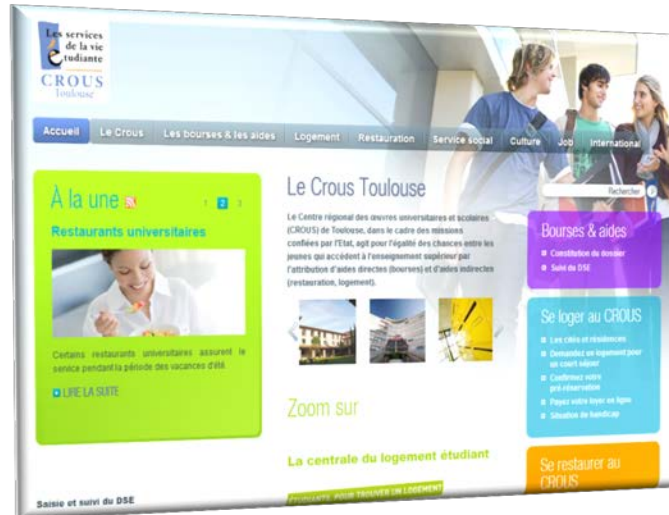 Les services
de la vie
étudiante
CROUS
Toulouse
Accueil Le Crous Les bourses & les aides Logement Restauration Service social Culture Job International
Rechercher
À la une
1 2 3
Restaurants universitaires
Certains restaurants universitaires assurent le
service pendant la période des vacances d'été.
LIRE LA SUITE
Saisie et suivi du DSE
Le Crous Toulouse
Le Centre régional des œuvres universitaires et scolaires
(CROUS) de Toulouse, dans le cadre des missions
confiées par l'Etat, agit pour l'égalité des chances entre les
jeunes qui accèdent à l'enseignement supérieur par
l'attribution d'aides directes (bourses) et d'aides indirectes
(restauration, logement).
Zoom sur
La centrale du logement étudiant
ÉTUDIANTS, POUR TROUVER UN LOGEMENT
Bourses & aides
Constitution du dossier
Suivi du DSE
Se loger au CROUS
Les cités et résidences
Demandez un logement pour
un court séjour
Confirmez votre
pré-réservation
Payez votre loyer en ligne
Situation de handicap
Se restaurer au
CROUS